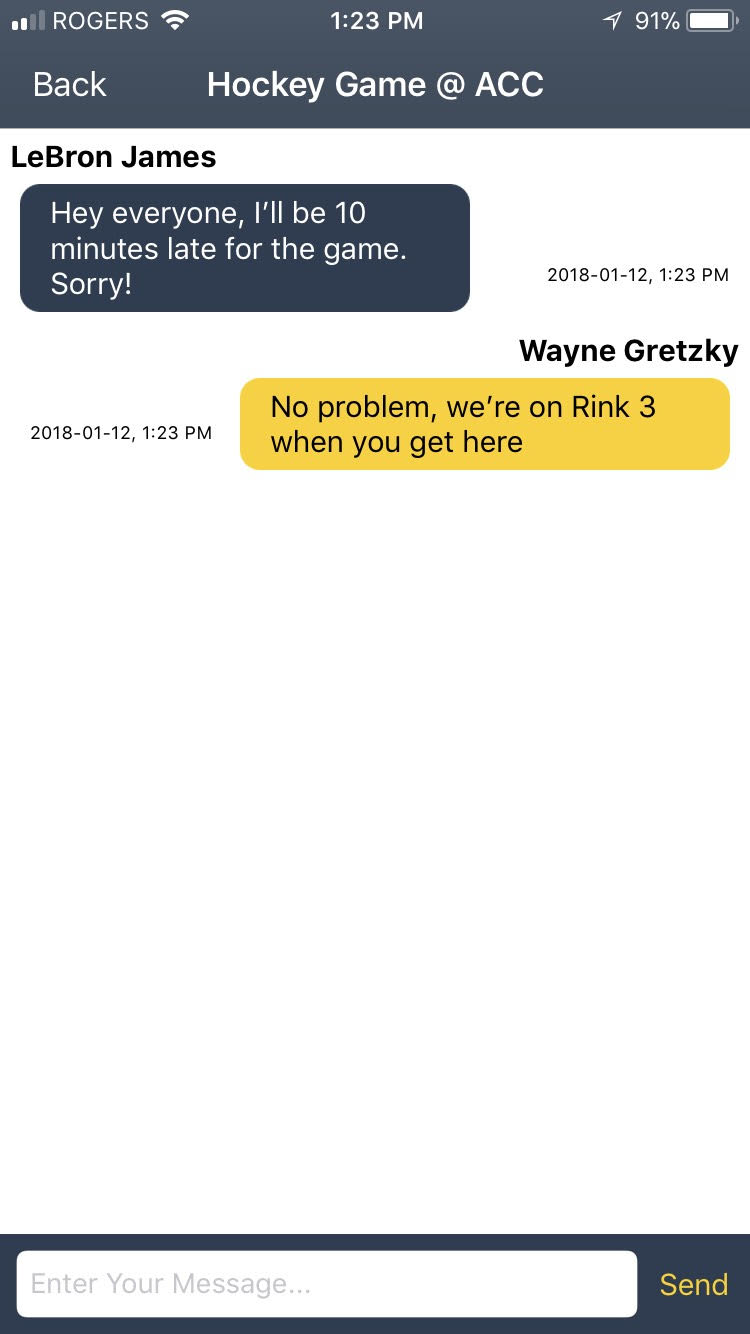 ROGERS 1:23 PM 91%
Back Hockey Game @ ACC
LeBron James
Hey everyone, I’ll be 10
minutes late for the game.
Sorry!
2018-01-12, 1:23 PM
Wayne Gretzky
No problem, we’re on Rink 3
when you get here
2018-01-12, 1:23 PM
Enter Your Message... Send